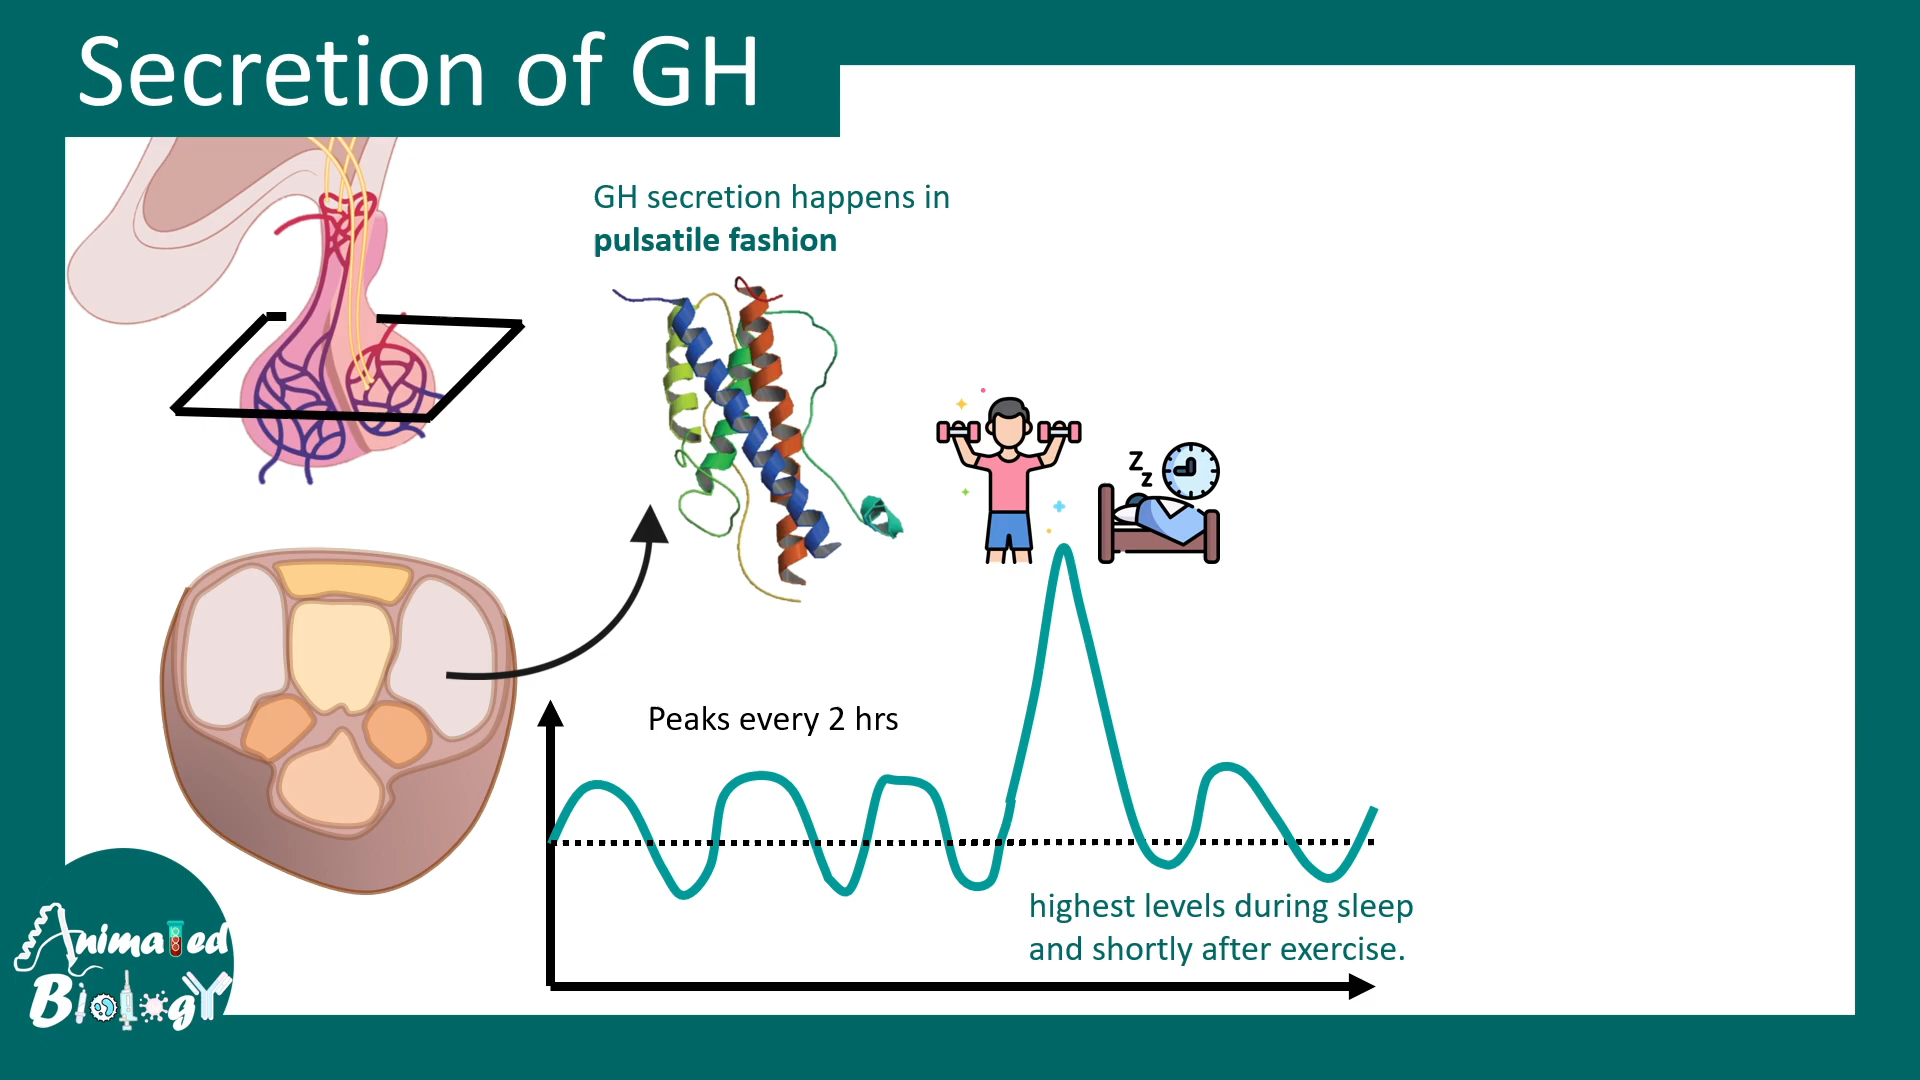 Secretion of GH
GH secretion happens in
pulsatile fashion
Z
z
Peaks every 2 hrs
highest levels during sleep
and shortly after exercise.
Animated
Biology